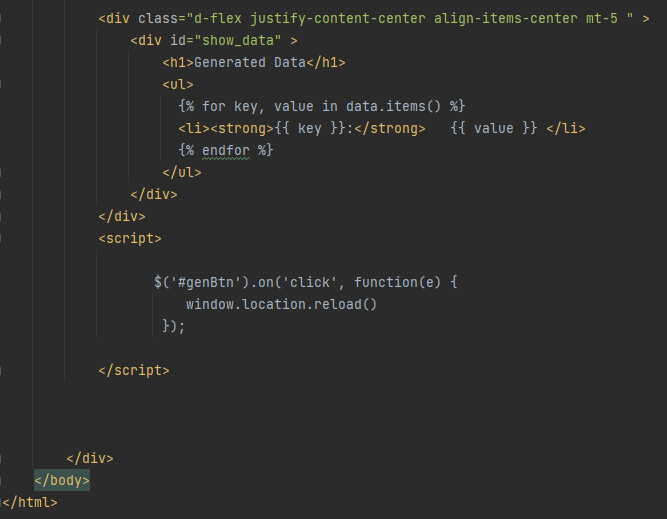 <div class="d-flex justify-content-center align-items-center mt-5 " >
<div id="show_data" >
<h1>Generated Data</h1>
<ul>
{% for key, value in data.items() %}
<li><strong>{{ key }}:</strong>   {{ value }} </li>
{% endfor %}
</ul>
</div>
</div>
<script>
$('#genBtn').on('click', function(e) {
window.location.reload()
});
</script>
</div>
</body>
</html>